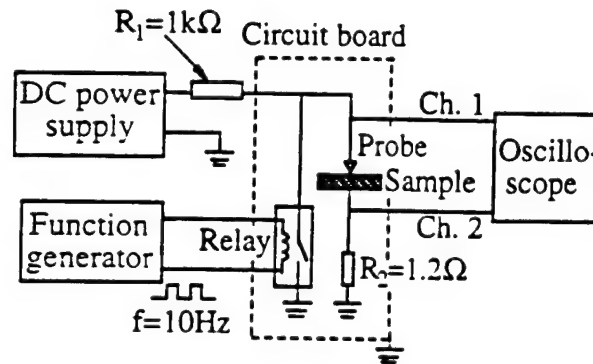 R₁=1kΩ
Circuit board
DC power
supply
Ch. 1
Probe
Sample
Oscillo-
scope
Function
generator
Relay
Ch. 2
R₂=1.2Ω
f=10Hz